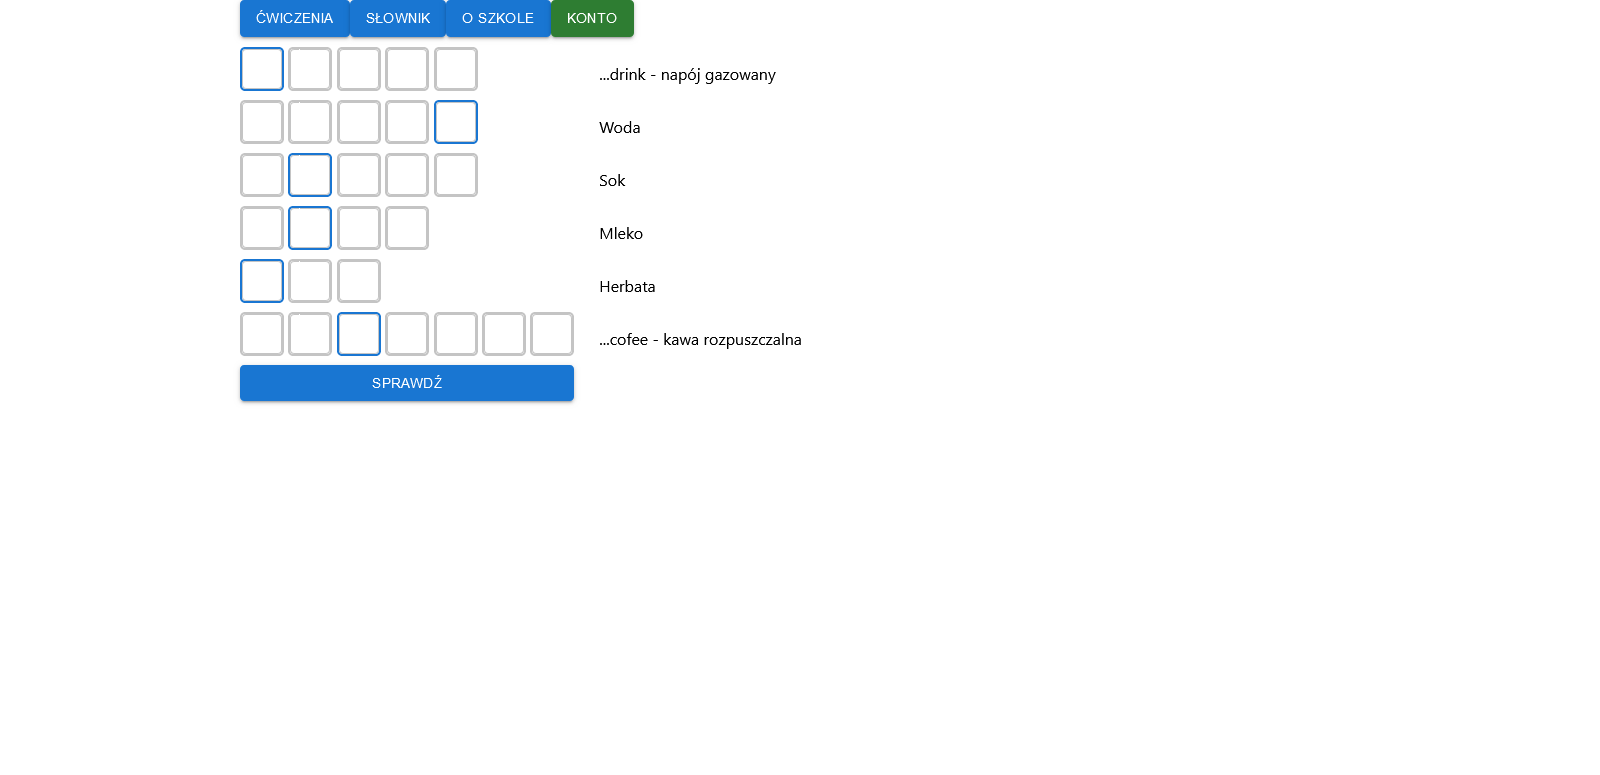 ĆWICZENIA SŁOWNIK O SZKOLE KONTO
...drink - napój gazowany
Woda
Sok
Mleko
Herbata
...cofee - kawa rozpuszczalna
SPRAWDŹ